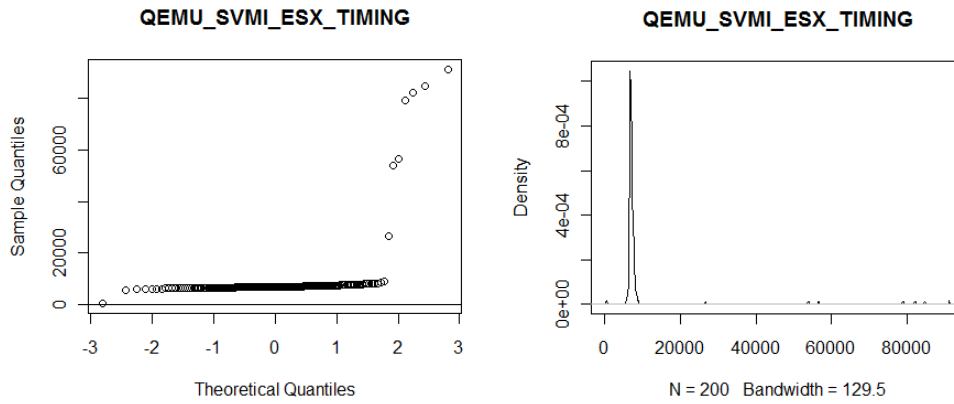 QEMU_SVMI_ESX_TIMING
Sample Quantiles
60000
20000
0
-3 -2 -1 0 1 2 3
Theoretical Quantiles
QEMU_SVMI_ESX_TIMING
Density
8e-04
4e-04
0e+00
0 20000 40000 60000 80000
N = 200 Bandwidth = 129.5